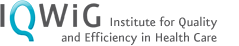 IQWiG Institute for Quality
and Efficiency in Health Care